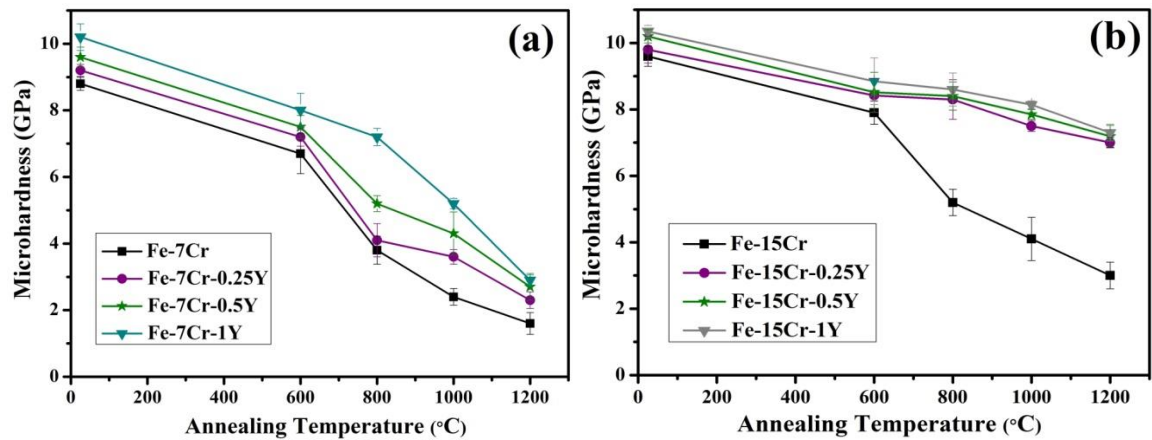 (a)
Microhardness (GPa)
10
8
6
4
2
0
Fe-7Cr
Fe-7Cr-0.25Y
Fe-7Cr-0.5Y
Fe-7Cr-1Y
0 200 400 600 800 1000 1200
Annealing Temperature (°C)
(b)
Microhardness (GPa)
10
8
6
4
2
0
Fe-15Cr
Fe-15Cr-0.25Y
Fe-15Cr-0.5Y
Fe-15Cr-1Y
0 200 400 600 800 1000 1200
Annealing Temperature (°C)